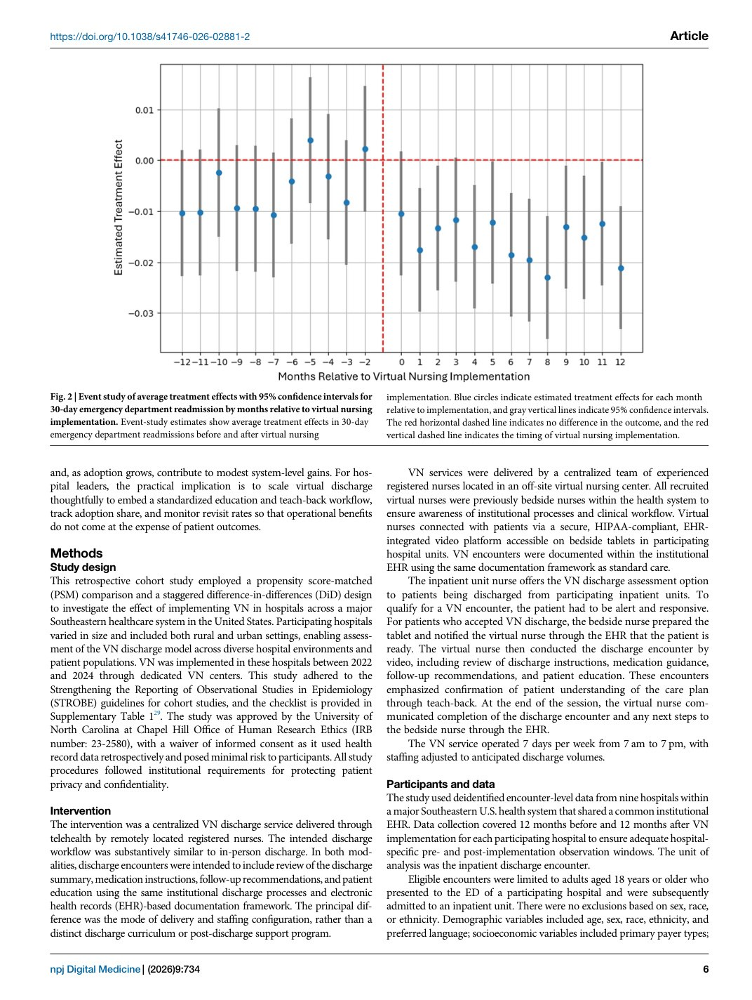 https://doi.org/10.1038/s41746-026-02881-2
Article
0.01
0.00
−0.01
−0.02
−0.03
Estimated Treatment Effect
−12 −11 −10 −9 −8 −7 −6 −5 −4 −3 −2 0 1 2 3 4 5 6 7 8 9 10 11 12
Months Relative to Virtual Nursing Implementation
Fig. 2 | Event study of average treatment effects with 95% confidence intervals for
30-day emergency department readmission by months relative to virtual nursing
implementation. Event-study estimates show average treatment effects in 30-day
emergency department readmissions before and after virtual nursing
implementation. Blue circles indicate estimated treatment effects for each month
relative to implementation, and gray vertical lines indicate 95% confidence intervals.
The red horizontal dashed line indicates no difference in the outcome, and the red
vertical dashed line indicates the timing of virtual nursing implementation.
and, as adoption grows, contribute to modest system-level gains. For hos-
pital leaders, the practical implication is to scale virtual discharge
thoughtfully to embed a standardized education and teach-back workflow,
track adoption share, and monitor revisit rates so that operational benefits
do not come at the expense of patient outcomes.
Methods
Study design
This retrospective cohort study employed a propensity score-matched
(PSM) comparison and a staggered difference-in-differences (DiD) design
to investigate the effect of implementing VN in hospitals across a major
Southeastern healthcare system in the United States. Participating hospitals
varied in size and included both rural and urban settings, enabling assess-
ment of the VN discharge model across diverse hospital environments and
patient populations. VN was implemented in these hospitals between 2022
and 2024 through dedicated VN centers. This study adhered to the
Strengthening the Reporting of Observational Studies in Epidemiology
(STROBE) guidelines for cohort studies, and the checklist is provided in
Supplementary Table 1²⁹. The study was approved by the University of
North Carolina at Chapel Hill Office of Human Research Ethics (IRB
number: 23-2580), with a waiver of informed consent as it used health
record data retrospectively and posed minimal risk to participants. All study
procedures followed institutional requirements for protecting patient
privacy and confidentiality.
Intervention
The intervention was a centralized VN discharge service delivered through
telehealth by remotely located registered nurses. The intended discharge
workflow was substantively similar to in-person discharge. In both mod-
alities, discharge encounters were intended to include review of the discharge
summary, medication instructions, follow-up recommendations, and patient
education using the same institutional discharge processes and electronic
health records (EHR)-based documentation framework. The principal dif-
ference was the mode of delivery and staffing configuration, rather than a
distinct discharge curriculum or post-discharge support program.
VN services were delivered by a centralized team of experienced
registered nurses located in an off-site virtual nursing center. All recruited
virtual nurses were previously bedside nurses within the health system to
ensure awareness of institutional processes and clinical workflow. Virtual
nurses connected with patients via a secure, HIPAA-compliant, EHR-
integrated video platform accessible on bedside tablets in participating
hospital units. VN encounters were documented within the institutional
EHR using the same documentation framework as standard care.
The inpatient unit nurse offers the VN discharge assessment option
to patients being discharged from participating inpatient units. To
qualify for a VN encounter, the patient had to be alert and responsive.
For patients who accepted VN discharge, the bedside nurse prepared the
tablet and notified the virtual nurse through the EHR that the patient is
ready. The virtual nurse then conducted the discharge encounter by
video, including review of discharge instructions, medication guidance,
follow-up recommendations, and patient education. These encounters
emphasized confirmation of patient understanding of the care plan
through teach-back. At the end of the session, the virtual nurse com-
municated completion of the discharge encounter and any next steps to
the bedside nurse through the EHR.
The VN service operated 7 days per week from 7 am to 7 pm, with
staffing adjusted to anticipated discharge volumes.
Participants and data
The study used deidentified encounter-level data from nine hospitals within
a major Southeastern U.S. health system that shared a common institutional
EHR. Data collection covered 12 months before and 12 months after VN
implementation for each participating hospital to ensure adequate hospital-
specific pre- and post-implementation observation windows. The unit of
analysis was the inpatient discharge encounter.
Eligible encounters were limited to adults aged 18 years or older who
presented to the ED of a participating hospital and were subsequently
admitted to an inpatient unit. There were no exclusions based on sex, race,
or ethnicity. Demographic variables included age, sex, race, ethnicity, and
preferred language; socioeconomic variables included primary payer types;
npj Digital Medicine | (2026)9:734
6